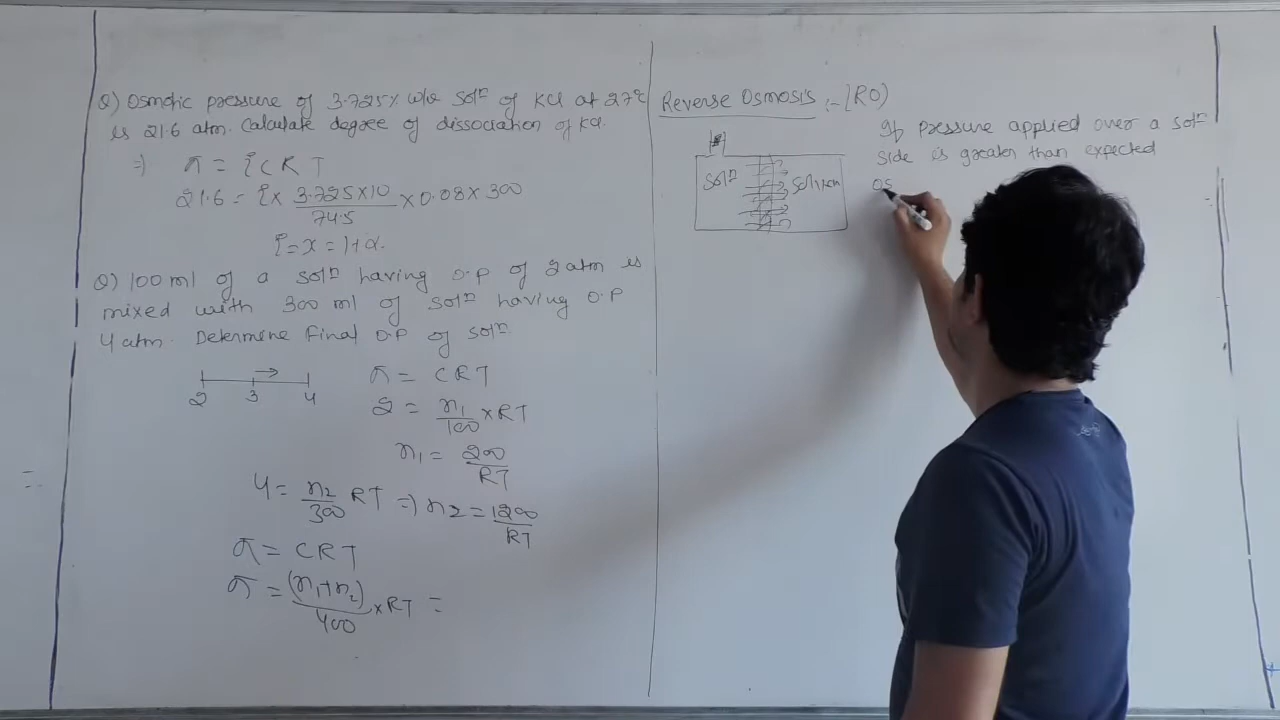 Q) Osmotic pressure of 3.725% w/v solⁿ of KCl at 27°C
is 21.6 atm. Calculate degree of dissociation of KCl.
⇒) π = iCRT
21.6 = i × 3.725×10/74.5 × 0.08 × 300
i = x = 1+α.
Q) 100 ml of a solⁿ having O.P of 2 atm is
mixed with 300 ml of solⁿ having O.P
4 atm. Determine Final O.P of solⁿ
2 3 4
π = CRT
2 = n₁/100 × RT
n₁ = 200/RT
4 = n₂/300 RT ⇒ n₂ = 1200/RT
π = CRT
π = (n₁+n₂)/400 × RT =
Reverse Osmosis :- (RO)
Solⁿ Solven
If pressure applied over a solⁿ
side is greater than expected
os